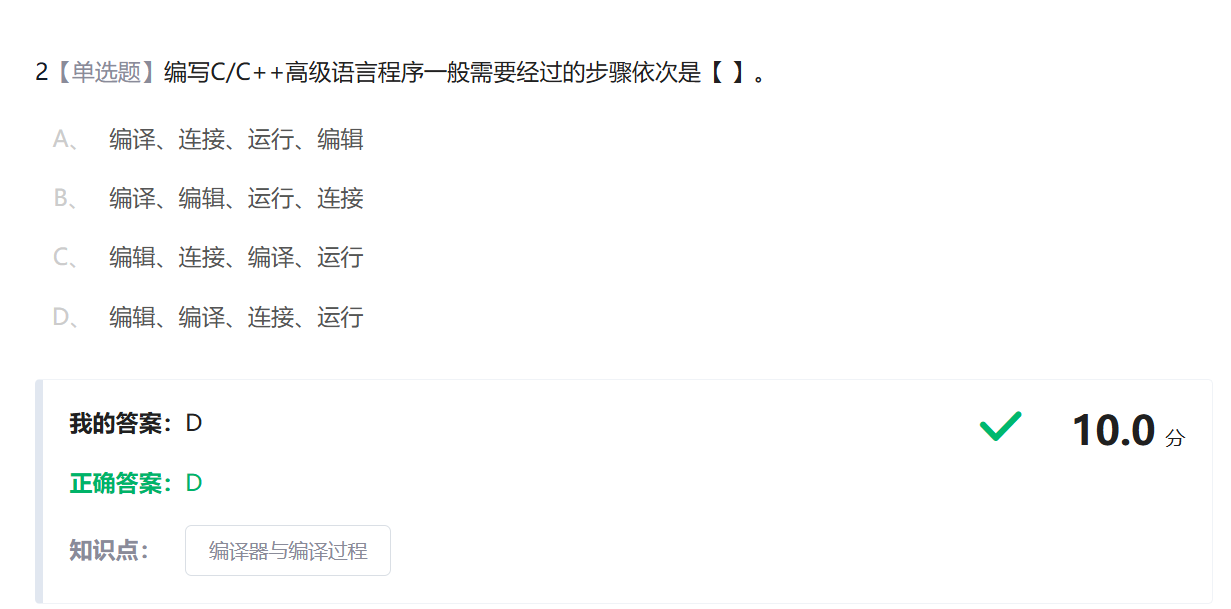 2【单选题】编写C/C++高级语言程序一般需要经过的步骤依次是【 】。
A、 编译、连接、运行、编辑
B、 编译、编辑、运行、连接
C、 编辑、连接、编译、运行
D、 编辑、编译、连接、运行
我的答案：D
10.0 分
正确答案：D
知识点： 编译器与编译过程